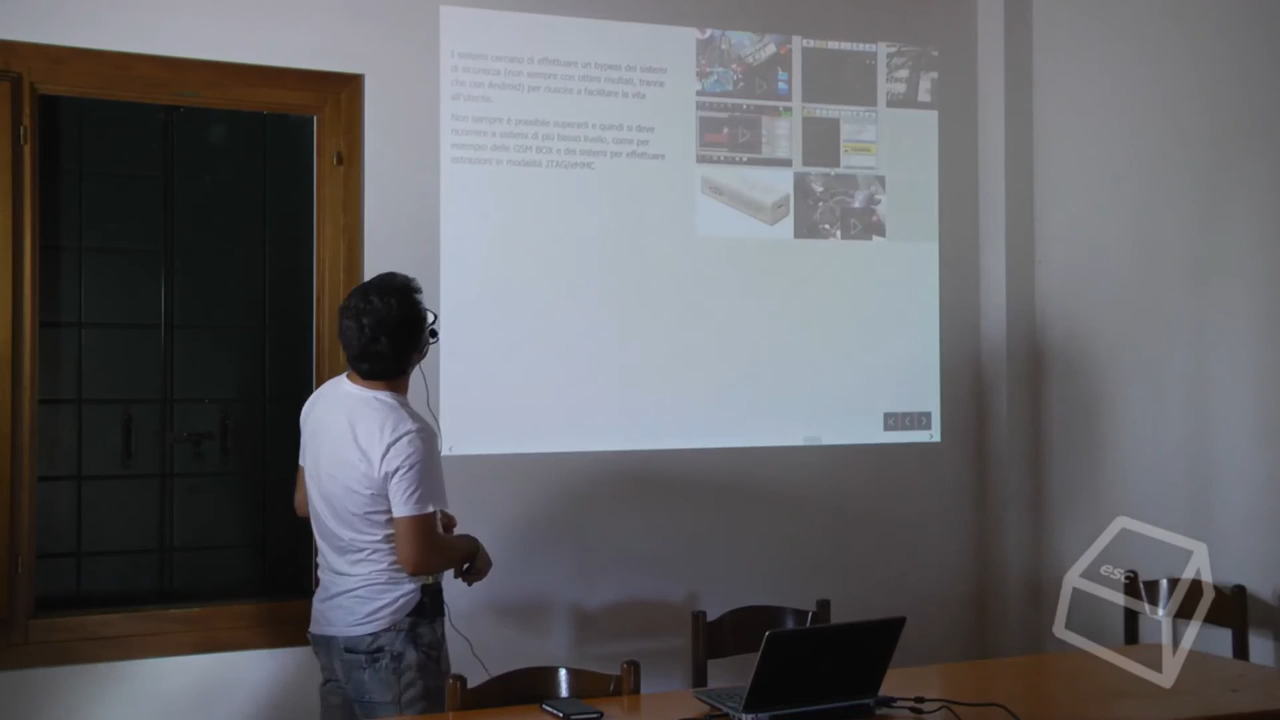 I sistemi cercano di effettuare un bypass dei sistemi
di sicurezza (non sempre con ottimi risultati, tranne
che con Android) per riuscire a facilitare la vita
all'utente.
Non sempre è possibile superarli e quindi si deve
ricorrere a sistemi di più basso livello, come per
esempio delle GSM BOX e dei sistemi per effettuare
estrazioni in modalità JTAG/eMMC.
esc